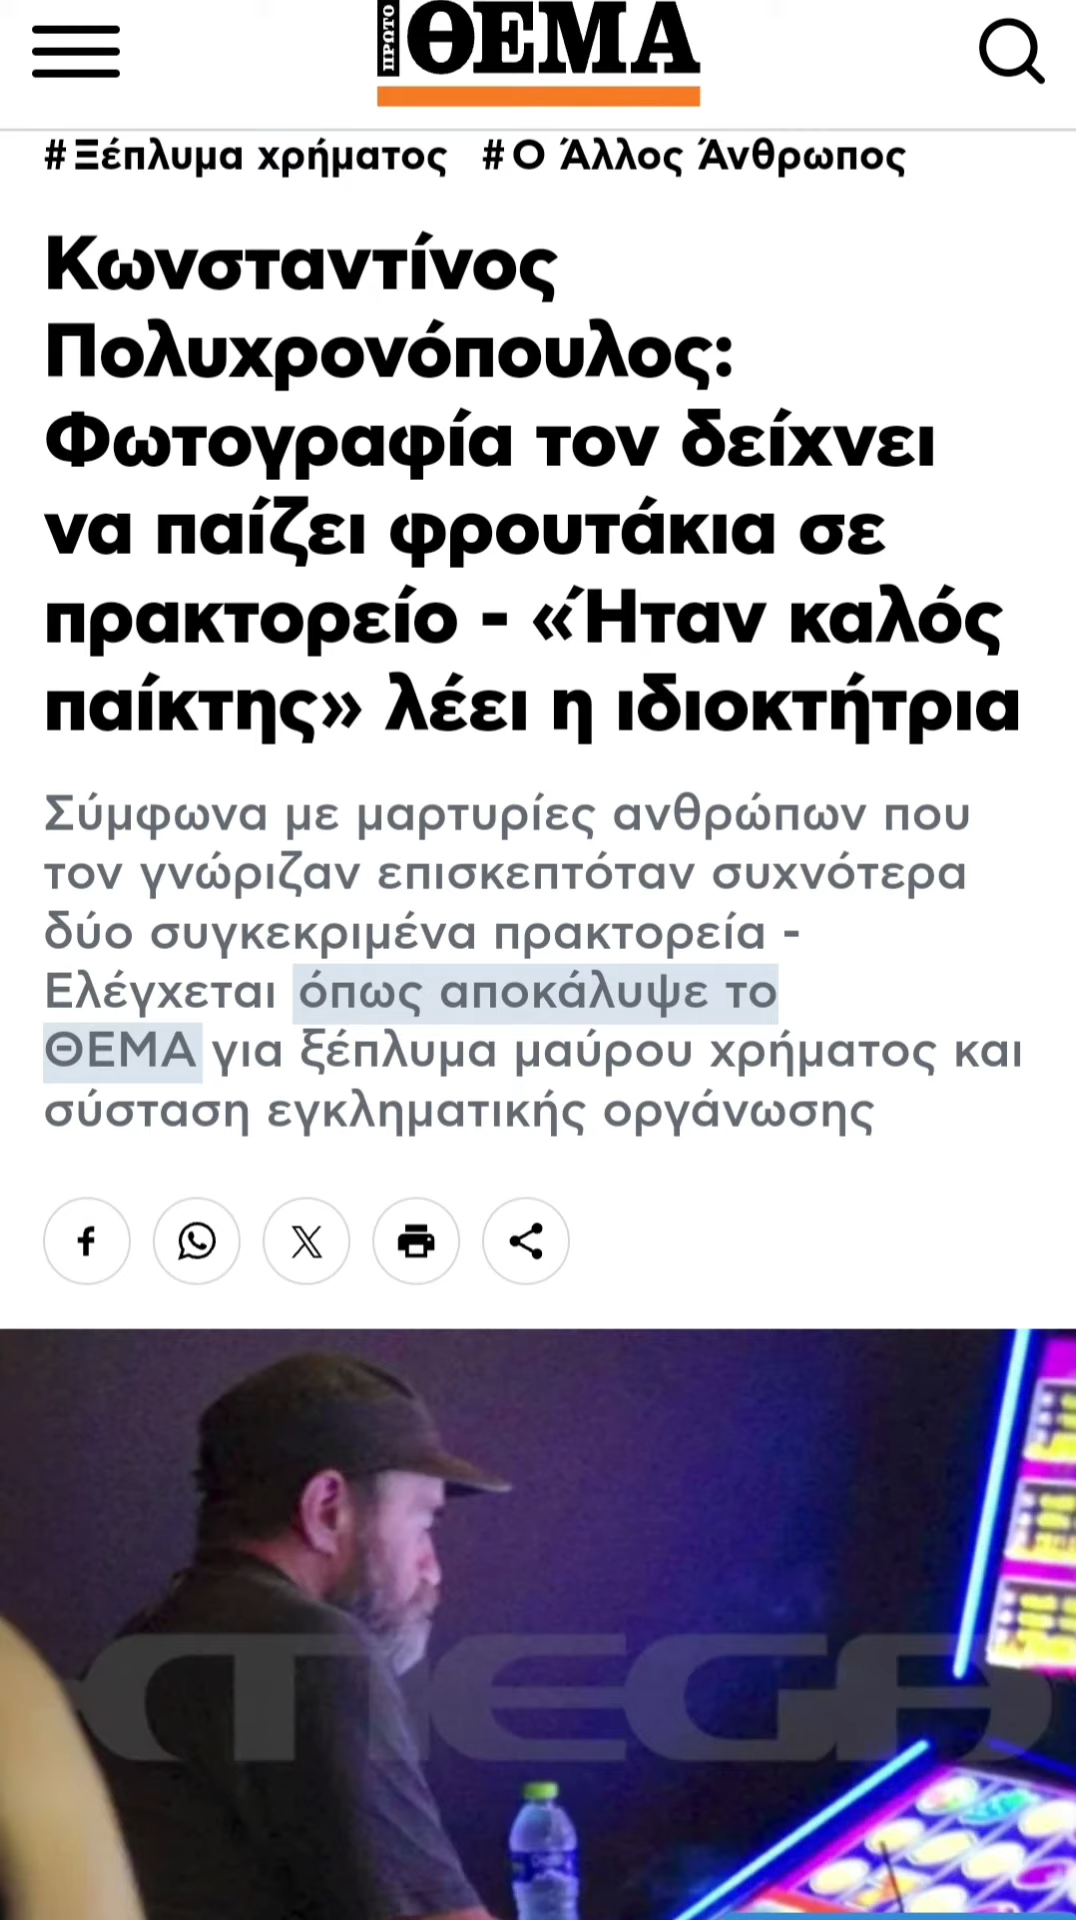 ΠΡΩΤΟ ΘΕΜΑ
#Ξέπλυμα χρήματος #Ο Άλλος Άνθρωπος
Κωνσταντίνος
Πολυχρονόπουλος:
Φωτογραφία τον δείχνει
να παίζει φρουτάκια σε
πρακτορείο - «Ήταν καλός
παίκτης» λέει η ιδιοκτήτρια
Σύμφωνα με μαρτυρίες ανθρώπων που
τον γνώριζαν επισκεπτόταν συχνότερα
δύο συγκεκριμένα πρακτορεία -
Ελέγχεται όπως αποκάλυψε το
ΘΕΜΑ για ξέπλυμα μαύρου χρήματος και
σύσταση εγκληματικής οργάνωσης
MEGA